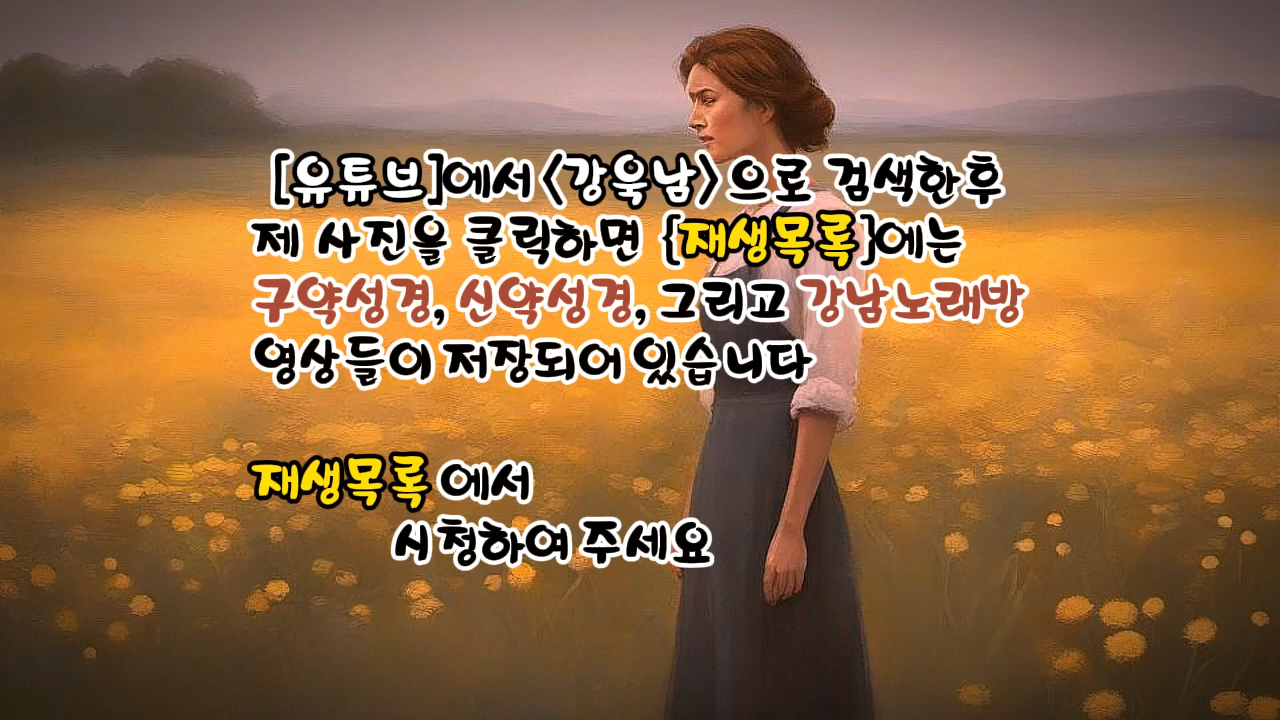 [유튜브]에서 <강욱남> 으로 검색한후
제 사진을 클릭하면 {재생목록}에는
구약성경, 신약성경, 그리고 강남노래방
영상들이 저장되어 있습니다
재생목록 에서
시청하여 주세요